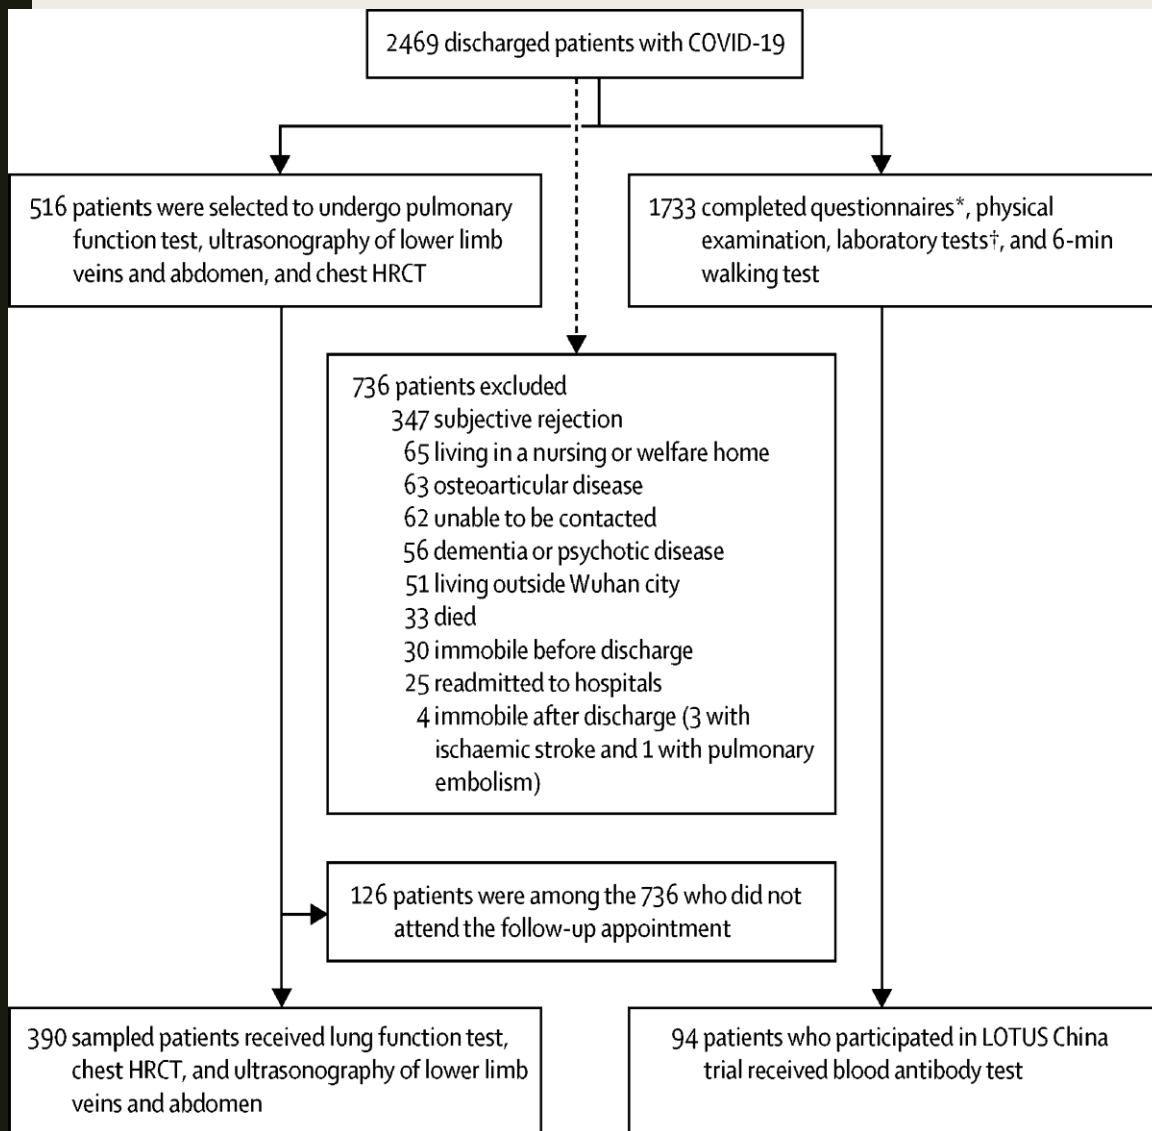 2469 discharged patients with COVID-19
516 patients were selected to undergo pulmonary
function test, ultrasonography of lower limb
veins and abdomen, and chest HRCT
1733 completed questionnaires*, physical
examination, laboratory tests†, and 6-min
walking test
736 patients excluded
347 subjective rejection
65 living in a nursing or welfare home
63 osteoarticular disease
62 unable to be contacted
56 dementia or psychotic disease
51 living outside Wuhan city
33 died
30 immobile before discharge
25 readmitted to hospitals
4 immobile after discharge (3 with
ischaemic stroke and 1 with pulmonary
embolism)
126 patients were among the 736 who did not
attend the follow-up appointment
390 sampled patients received lung function test,
chest HRCT, and ultrasonography of lower limb
veins and abdomen
94 patients who participated in LOTUS China
trial received blood antibody test